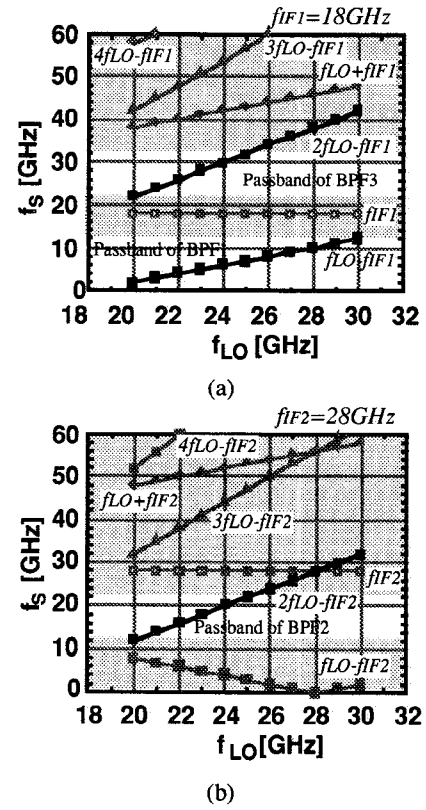 fIF1=18GHz
60
50
40
30
20
10
0
fS [GHz]
4fLO-fIF1
3fLO-fIF1
fLO+fIF1
2fLO-fIF1
Passband of BPF3
fIF1
Passband of BPF
fLO-fIF1
18 20 22 24 26 28 30 32
fLO [GHz]
(a)
fIF2=28GHz
60
50
40
30
20
10
0
fS [GHz]
4fLO-fIF2
fLO+fIF2
3fLO-fIF2
fIF2
2fLO-fIF2
Passband of BPF2
fLO-fIF2
18 20 22 24 26 28 30 32
fLO[GHz]
(b)